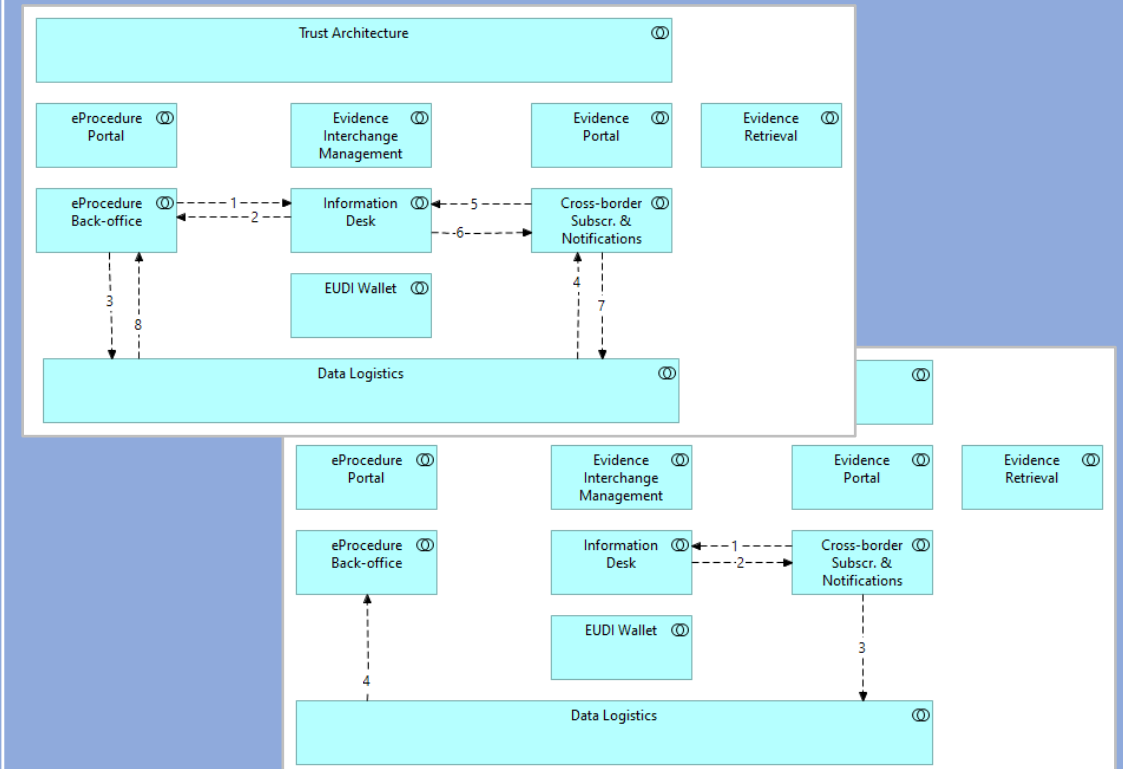 Trust Architecture
eProcedure
Portal
Evidence
Interchange
Management
Evidence
Portal
Evidence
Retrieval
eProcedure
Back-office
1
2
Information
Desk
5
6
Cross-border
Subscr. &
Notifications
3
8
EUDI Wallet
4
7
Data Logistics
eProcedure
Portal
Evidence
Interchange
Management
Evidence
Portal
Evidence
Retrieval
eProcedure
Back-office
Information
Desk
1
2
Cross-border
Subscr. &
Notifications
EUDI Wallet
3
4
Data Logistics